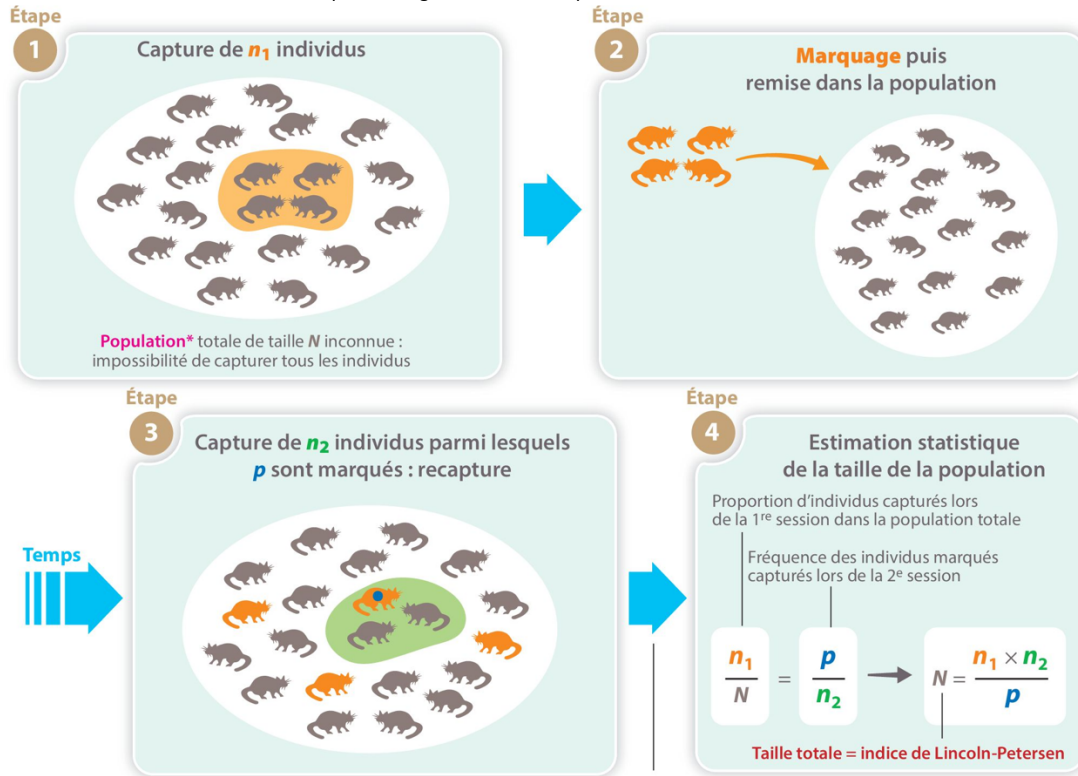 Étape
1
Capture de n1 individus
Population* totale de taille N inconnue :
impossibilité de capturer tous les individus
Étape
2
Marquage puis
remise dans la population
Temps
Étape
3
Capture de n2 individus parmi lesquels
p sont marqués : recapture
Étape
4
Estimation statistique
de la taille de la population
Proportion d'individus capturés lors
de la 1re session dans la population totale
Fréquence des individus marqués
capturés lors de la 2e session
n1/N = p/n2 → N = n1 × n2/p
Taille totale = indice de Lincoln-Petersen